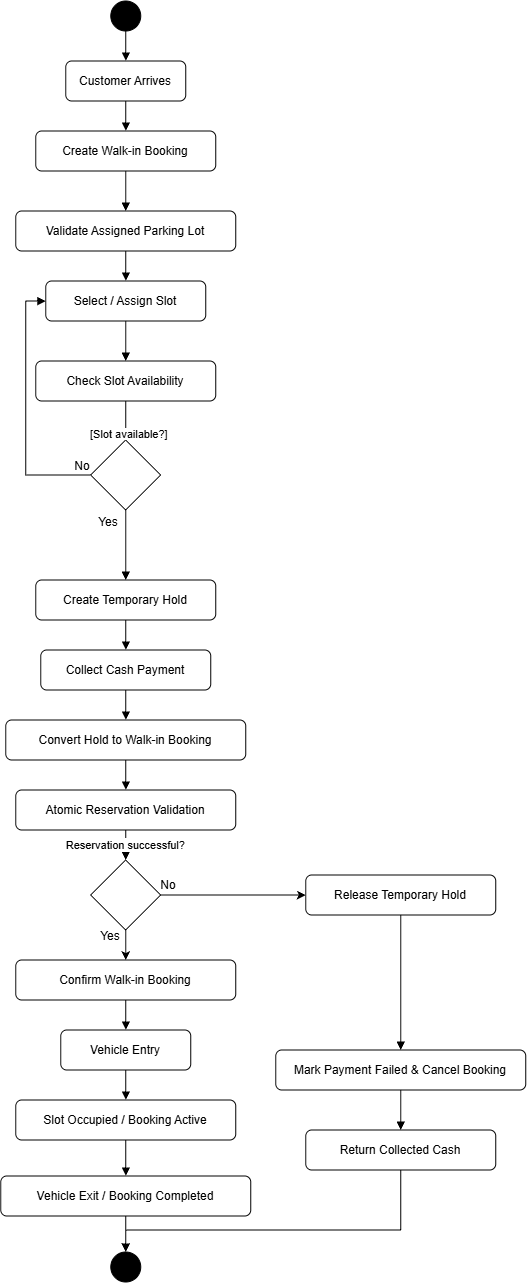 Customer Arrives
Create Walk-in Booking
Validate Assigned Parking Lot
Select / Assign Slot
Check Slot Availability
[Slot available?]
No
Yes
Create Temporary Hold
Collect Cash Payment
Convert Hold to Walk-in Booking
Atomic Reservation Validation
Reservation successful?
No
Release Temporary Hold
Yes
Confirm Walk-in Booking
Vehicle Entry
Mark Payment Failed & Cancel Booking
Slot Occupied / Booking Active
Return Collected Cash
Vehicle Exit / Booking Completed